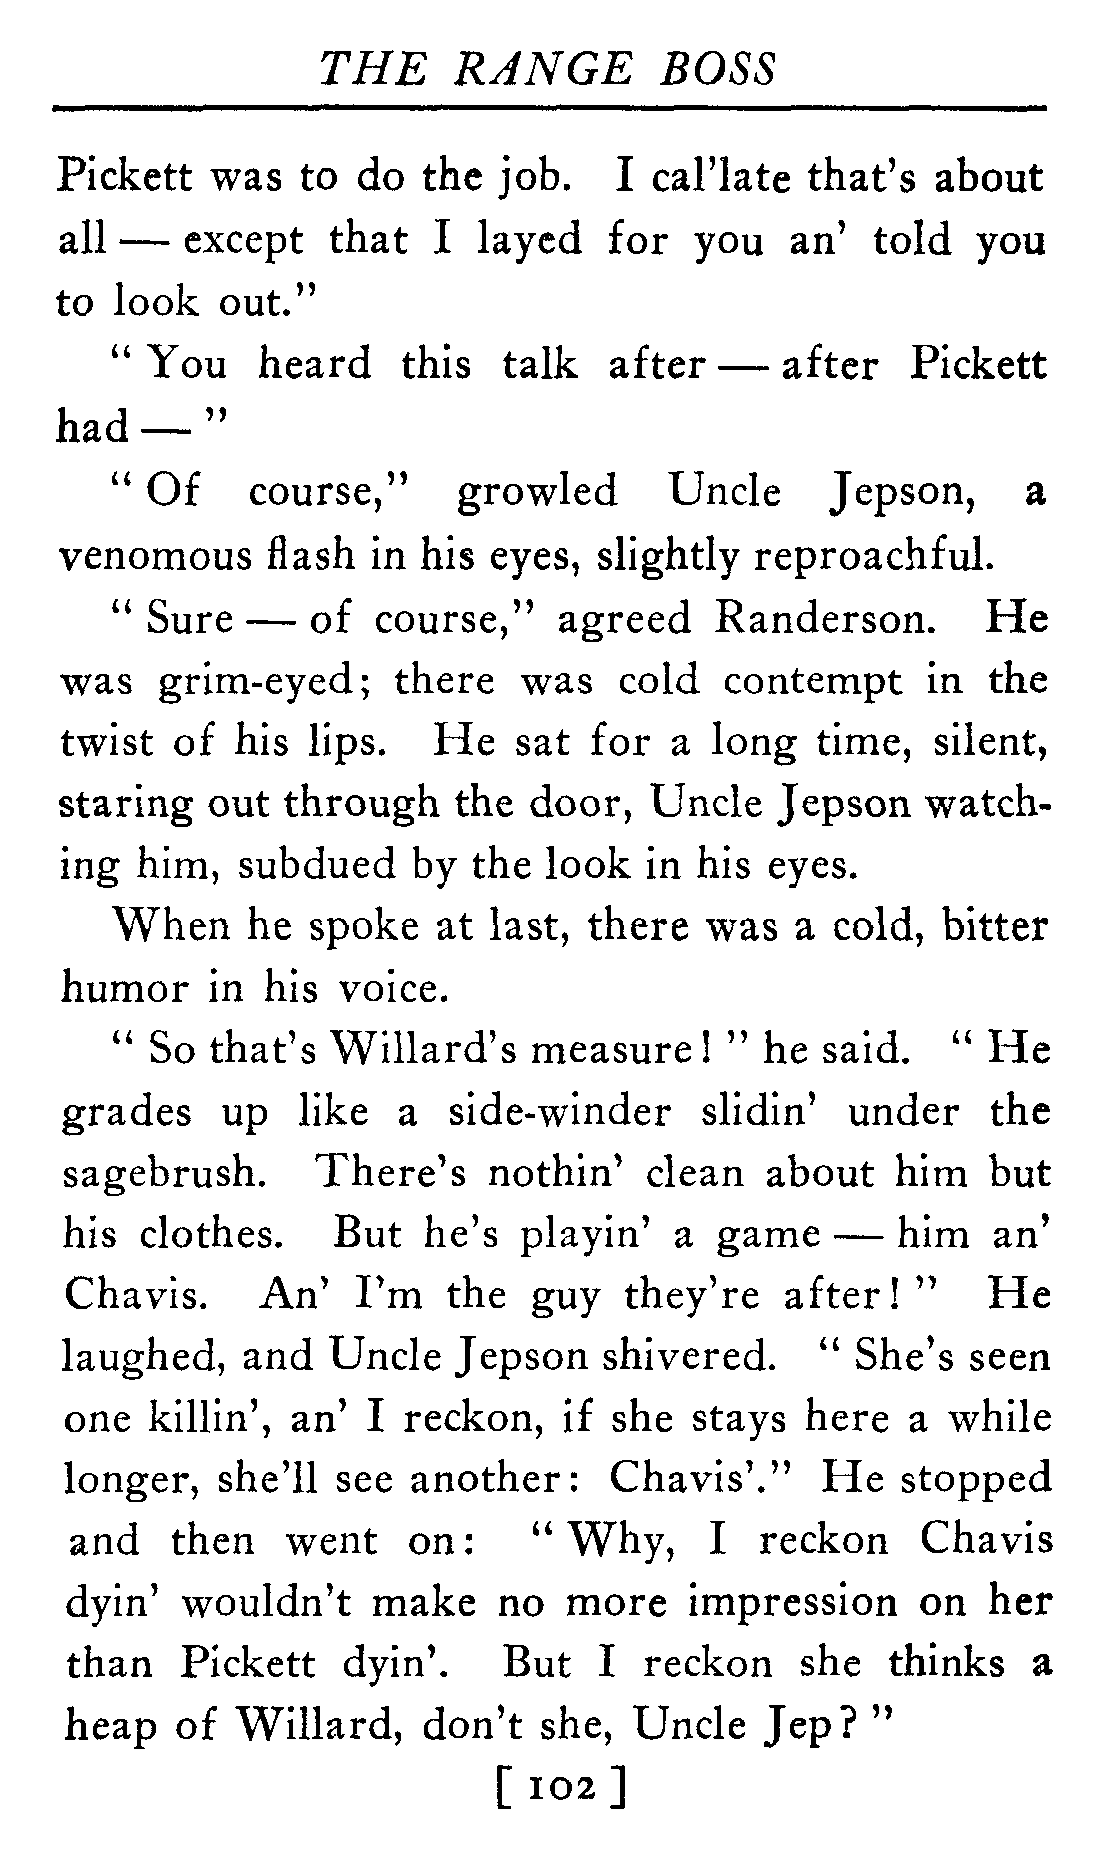 THE RANGE BOSS
Pickett was to do the job. I cal'late that's about
all — except that I layed for you an' told you
to look out."
" You heard this talk after — after Pickett
had — "
" Of course," growled Uncle Jepson, a
venomous flash in his eyes, slightly reproachful.
" Sure — of course," agreed Randerson. He
was grim-eyed; there was cold contempt in the
twist of his lips. He sat for a long time, silent,
staring out through the door, Uncle Jepson watch-
ing him, subdued by the look in his eyes.
When he spoke at last, there was a cold, bitter
humor in his voice.
" So that's Willard's measure! " he said. " He
grades up like a side-winder slidin' under the
sagebrush. There's nothin' clean about him but
his clothes. But he's playin' a game — him an'
Chavis. An' I'm the guy they're after! " He
laughed, and Uncle Jepson shivered. " She's seen
one killin', an' I reckon, if she stays here a while
longer, she'll see another: Chavis'." He stopped
and then went on: " Why, I reckon Chavis
dyin' wouldn't make no more impression on her
than Pickett dyin'. But I reckon she thinks a
heap of Willard, don't she, Uncle Jep? "
[ 102 ]